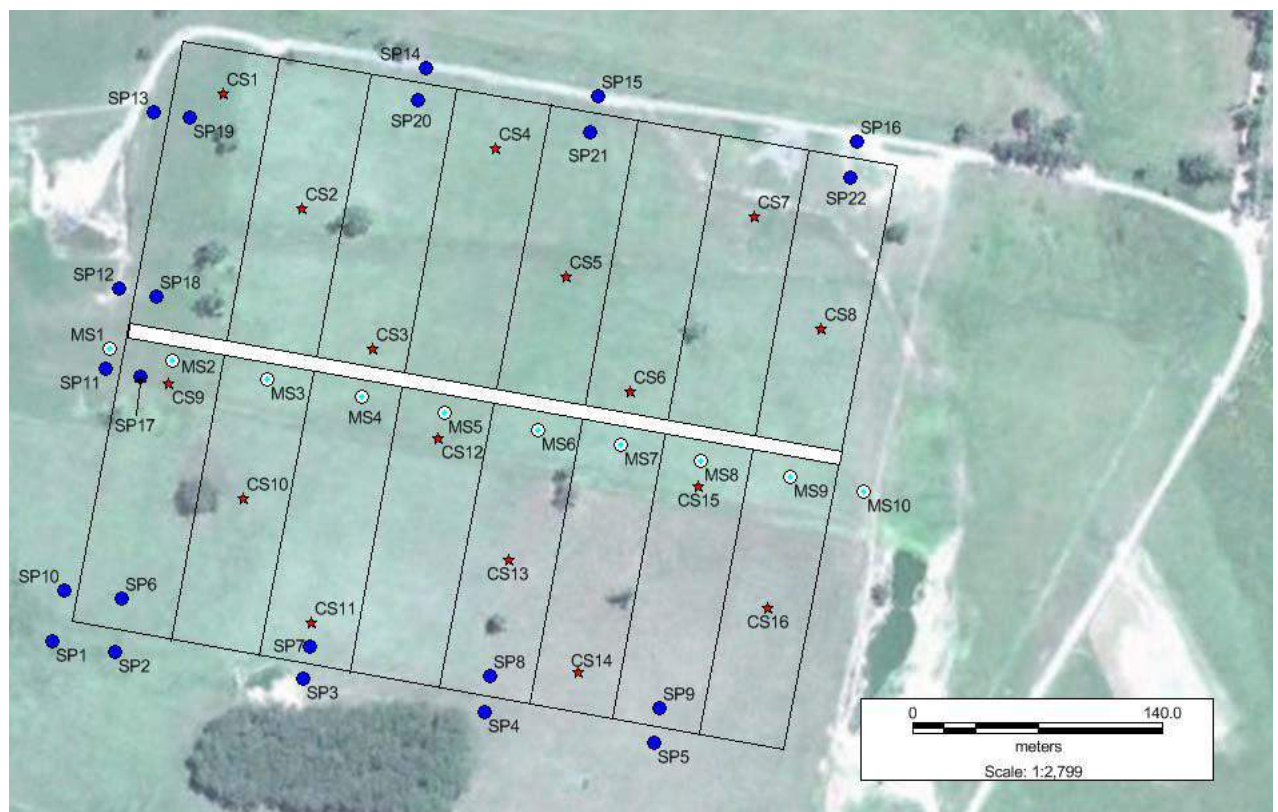 SP14
CS1
SP15
SP13
SP19
SP20
CS4
SP21
SP16
SP22
CS2
CS7
CS5
SP12
SP18
CS8
MS1
CS3
MS2
SP11
CS9
MS3
CS6
SP17
MS4
MS5
CS12
MS6
MS7
MS8
MS9
CS15
MS10
CS10
CS13
SP10
SP6
CS11
CS16
SP7
SP1
SP2
SP8
CS14
SP3
SP9
SP4
SP5
0 140.0
meters
Scale: 1:2,799